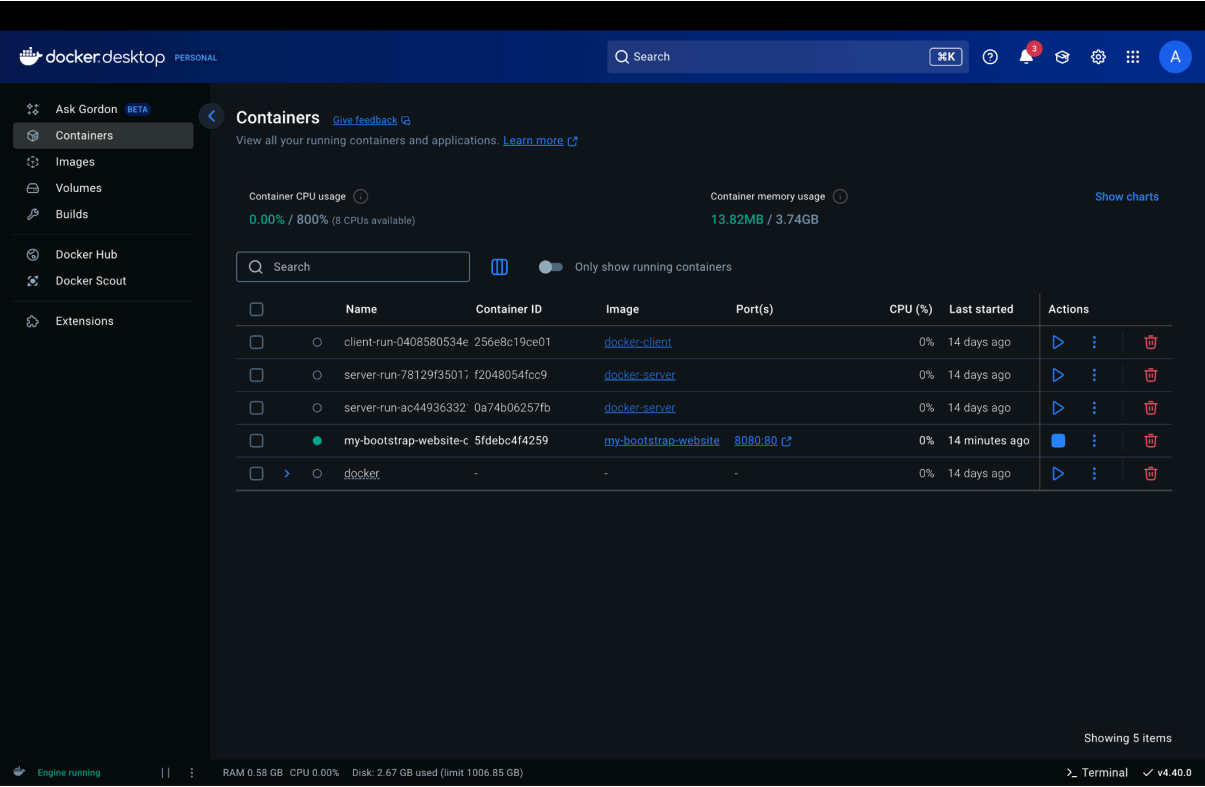 docker.desktop PERSONAL
Search
⌘K
3
A
Ask Gordon BETA
Containers
Images
Volumes
Builds
Docker Hub
Docker Scout
Extensions
Containers Give feedback
View all your running containers and applications. Learn more
Container CPU usage
0.00% / 800% (8 CPUs available)
Container memory usage
13.82MB / 3.74GB
Show charts
Search
Only show running containers
Name Container ID Image Port(s) CPU (%) Last started Actions
client-run-0408580534e 256e8c19ce01 docker-client 0% 14 days ago
server-run-78129f35017 f2048054fcc9 docker-server 0% 14 days ago
server-run-ac44936332 0a74b06257fb docker-server 0% 14 days ago
my-bootstrap-website-c 5fdebc4f4259 my-bootstrap-website 8080:80 0% 14 minutes ago
docker - - - 0% 14 days ago
Showing 5 items
Engine running
RAM 0.58 GB CPU 0.00% Disk: 2.67 GB used (limit 1006.85 GB)
Terminal
v4.40.0